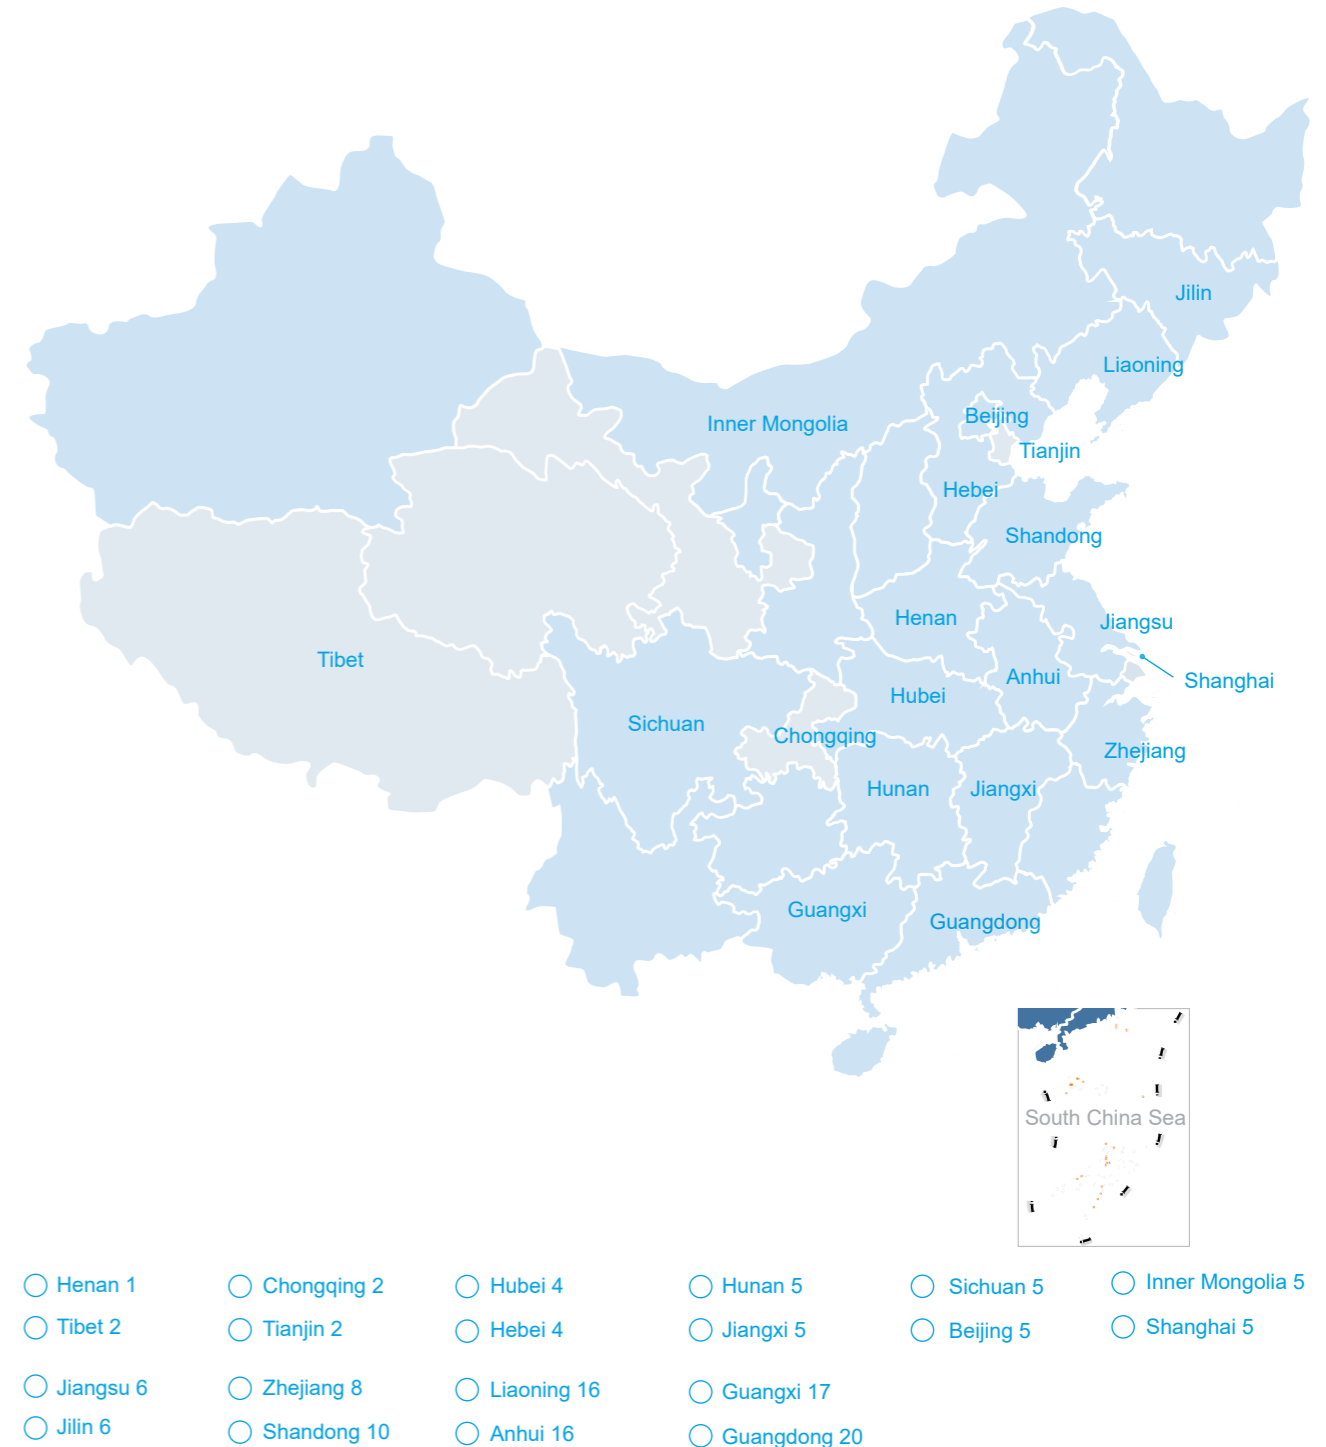 Jilin
Liaoning
Beijing
Inner Mongolia
Tianjin
Hebei
Shandong
Henan
Jiangsu
Tibet
Anhui
Shanghai
Hubei
Sichuan
Chongqing
Zhejiang
Hunan
Jiangxi
Guangxi
Guangdong
South China Sea
Henan 1
Chongqing 2
Hubei 4
Hunan 5
Sichuan 5
Inner Mongolia 5
Tibet 2
Tianjin 2
Hebei 4
Jiangxi 5
Beijing 5
Shanghai 5
Jiangsu 6
Zhejiang 8
Liaoning 16
Guangxi 17
Jilin 6
Shandong 10
Anhui 16
Guangdong 20